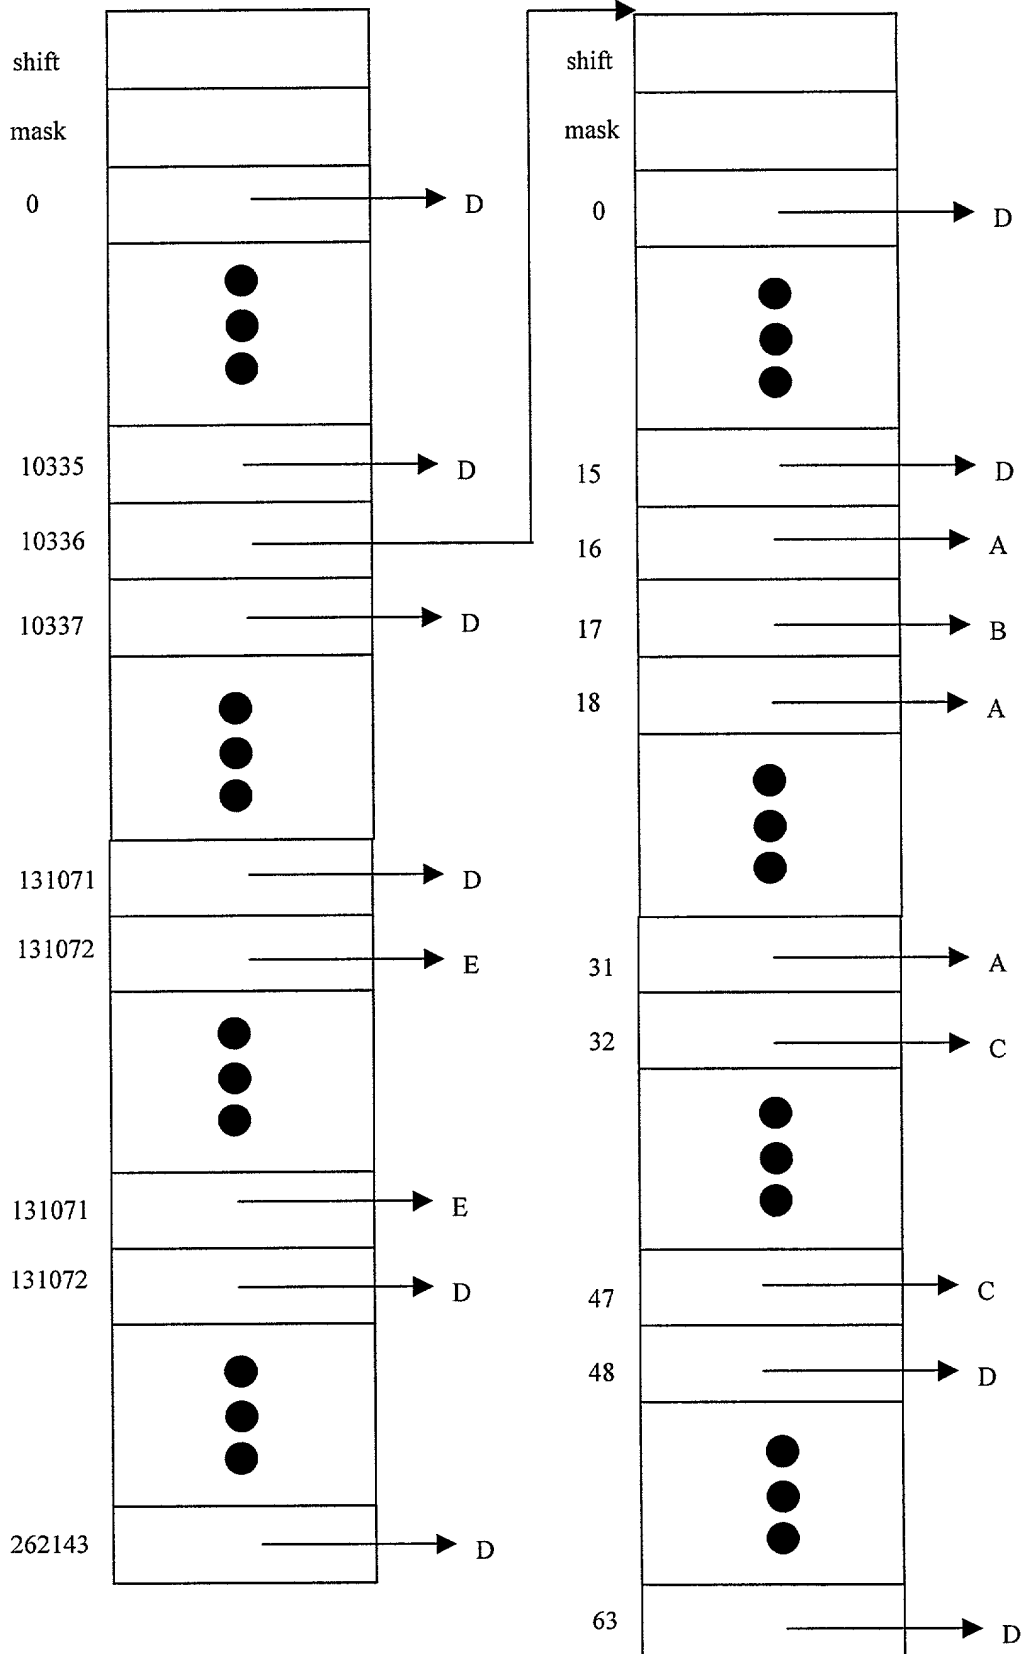 shift
mask
0 D
10335 D
10336
10337 D
131071 D
131072 E
131071 E
131072 D
262143 D
shift
mask
0 D
15 D
16 A
17 B
18 A
31 A
32 C
47 C
48 D
63 D